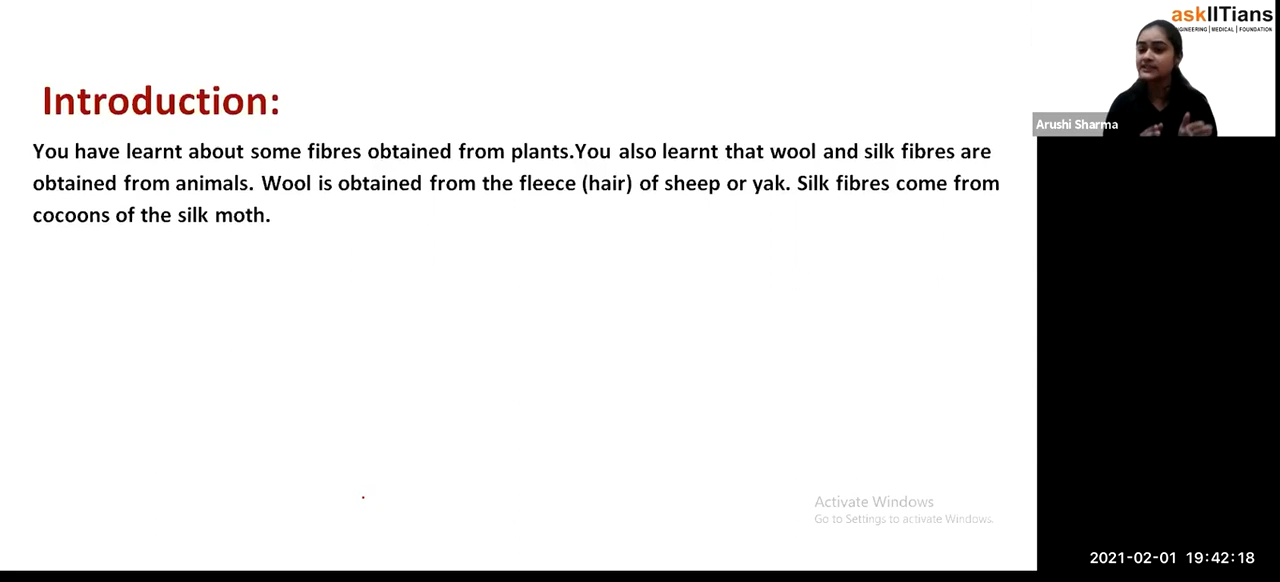 askIITians
ENGINEERING | MEDICAL | FOUNDATION
Introduction:
Arushi Sharma
You have learnt about some fibres obtained from plants.You also learnt that wool and silk fibres are
obtained from animals. Wool is obtained from the fleece (hair) of sheep or yak. Silk fibres come from
cocoons of the silk moth.
Activate Windows
Go to Settings to activate Windows.
2021-02-01 19:42:18